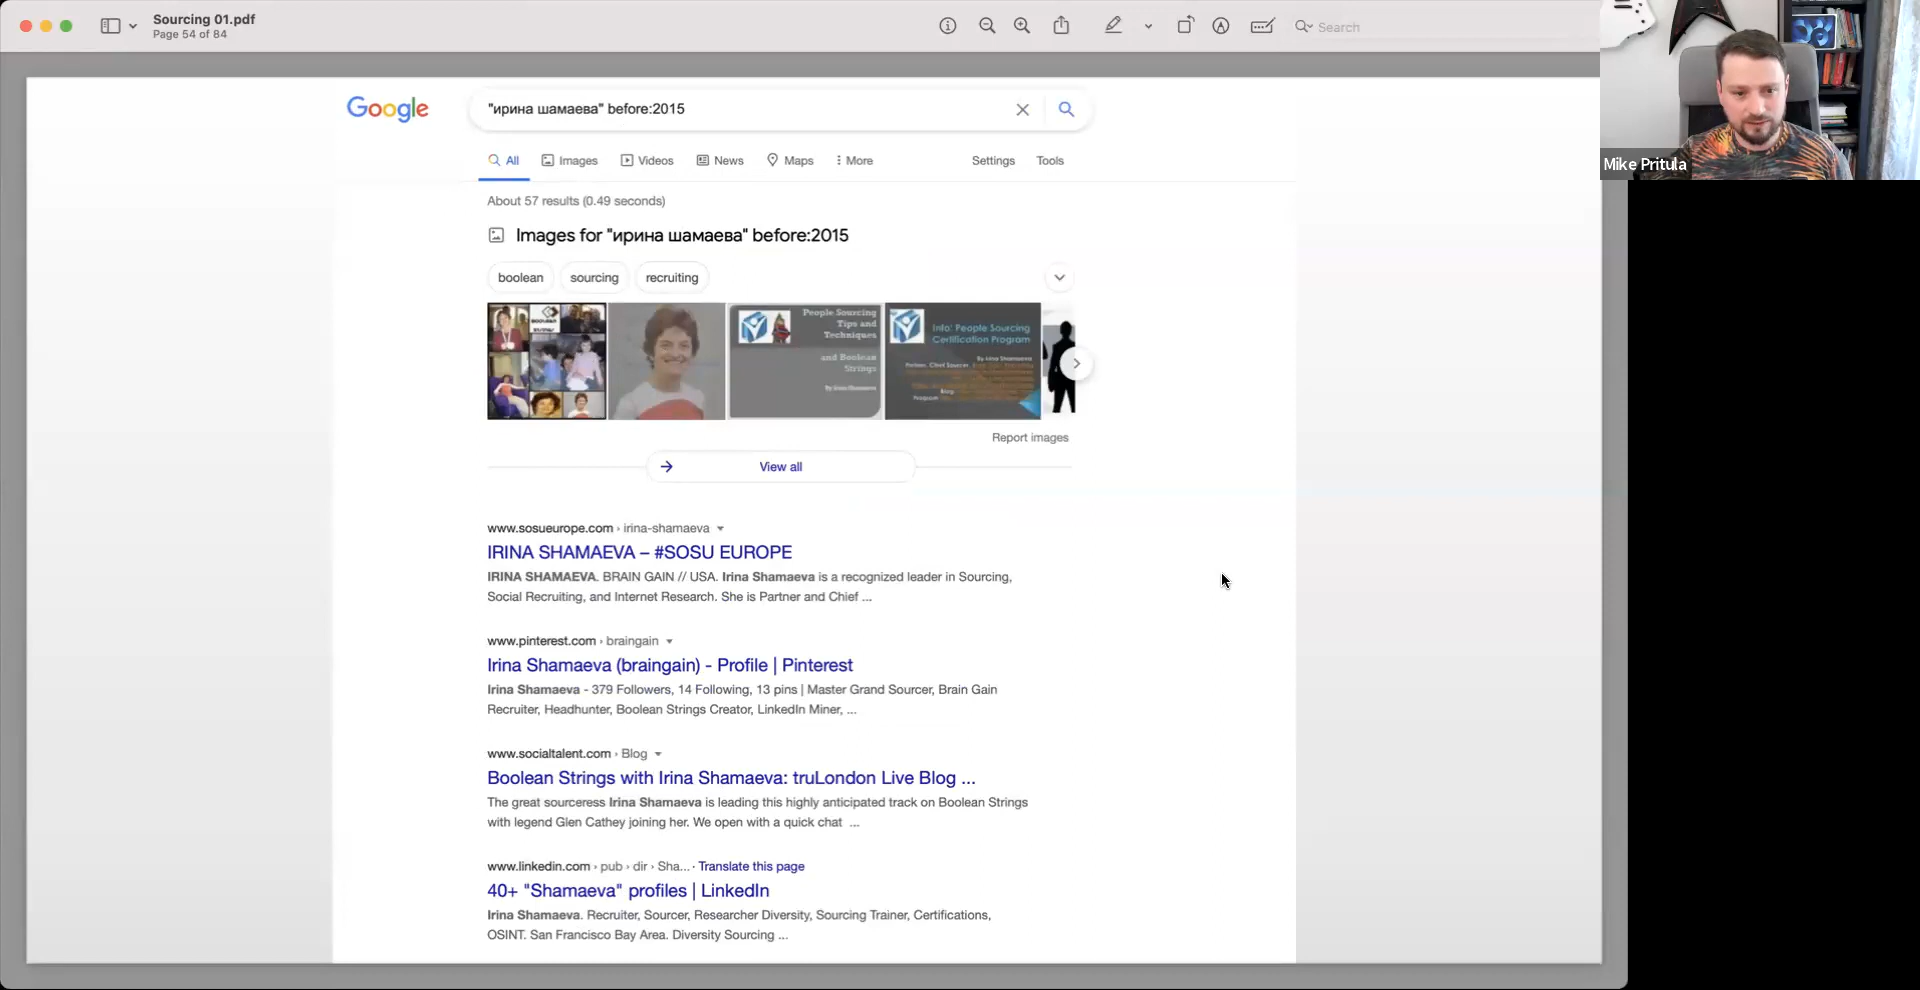 Sourcing 01.pdf
Page 54 of 84
Search
Mike Pritula
Google
"ирина шамаева" before:2015
All
Images
Videos
News
Maps
More
Settings
Tools
About 57 results (0.49 seconds)
Images for "ирина шамаева" before:2015
boolean
sourcing
recruiting
People Sourcing
Tips and
Techniques
and Boolean
Strings
By Irina Shamaeva
Info: People Sourcing
Certification Program
By Irina Shamaeva
Report images
View all
www.sosueurope.com › irina-shamaeva
IRINA SHAMAEVA – #SOSU EUROPE
IRINA SHAMAEVA. BRAIN GAIN // USA. Irina Shamaeva is a recognized leader in Sourcing,
Social Recruiting, and Internet Research. She is Partner and Chief ...
www.pinterest.com › braingain
Irina Shamaeva (braingain) - Profile | Pinterest
Irina Shamaeva - 379 Followers, 14 Following, 13 pins | Master Grand Sourcer, Brain Gain
Recruiter, Headhunter, Boolean Strings Creator, LinkedIn Miner, ...
www.socialtalent.com › Blog
Boolean Strings with Irina Shamaeva: truLondon Live Blog ...
The great sourceress Irina Shamaeva is leading this highly anticipated track on Boolean Strings
with legend Glen Cathey joining her. We open with a quick chat ...
www.linkedin.com › pub › dir › Sha... · Translate this page
40+ "Shamaeva" profiles | LinkedIn
Irina Shamaeva. Recruiter, Sourcer, Researcher Diversity, Sourcing Trainer, Certifications,
OSINT. San Francisco Bay Area. Diversity Sourcing ...